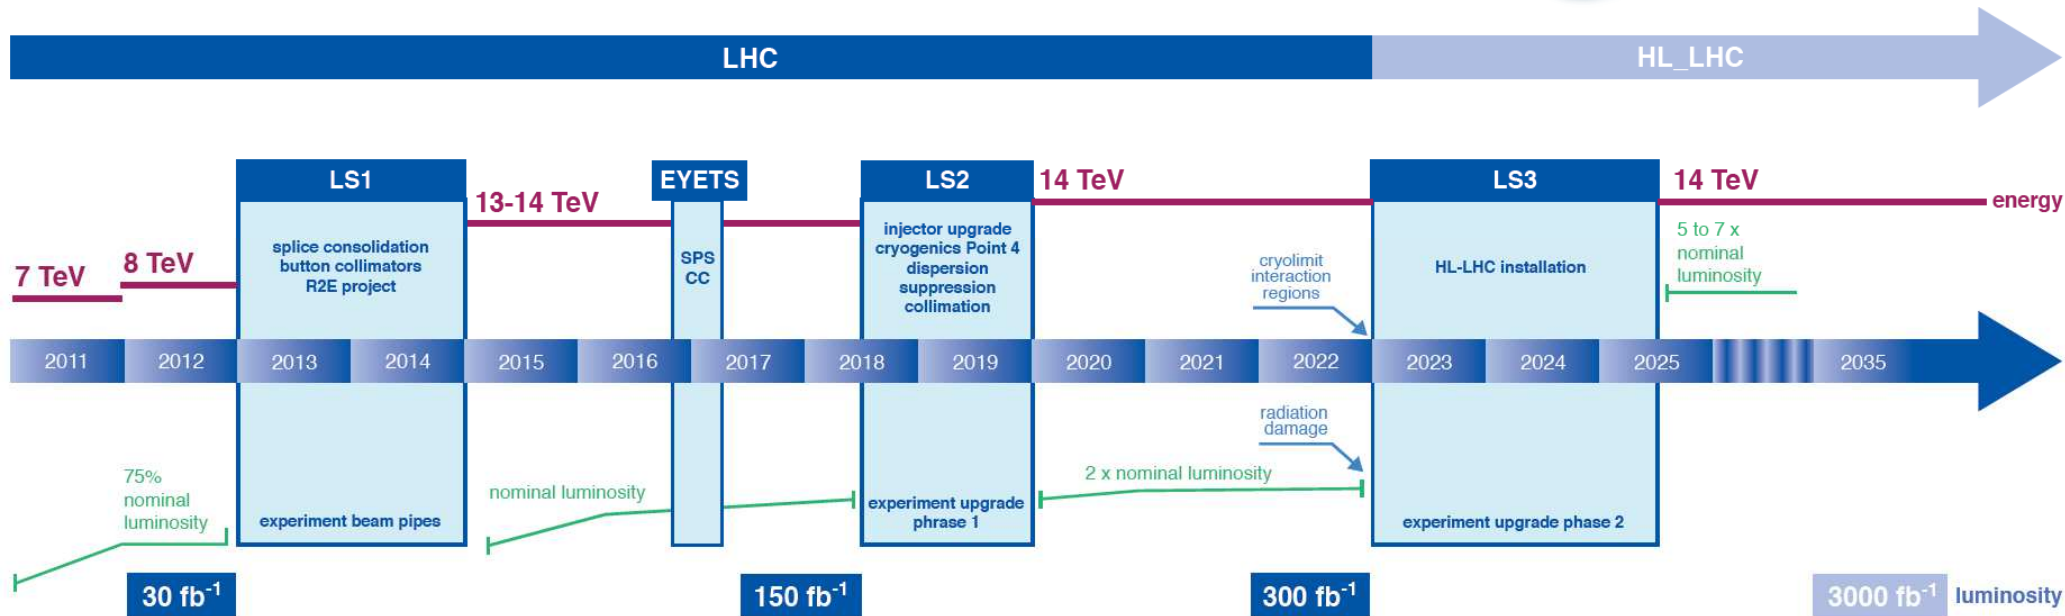 LHC
HL_LHC
LS1
EYETS
LS2
14 TeV
LS3
14 TeV
energy
13-14 TeV
7 TeV
8 TeV
splice consolidation
button collimators
R2E project
SPS
CC
injector upgrade
cryogenics Point 4
dispersion
suppression
collimation
cryolimit
interaction
regions
HL-LHC installation
5 to 7 x
nominal
luminosity
2011
2012
2013
2014
2015
2016
2017
2018
2019
2020
2021
2022
2023
2024
2025
2035
75%
nominal
luminosity
experiment beam pipes
nominal luminosity
experiment upgrade
phrase 1
2 x nominal luminosity
radiation
damage
experiment upgrade phase 2
30 fb⁻¹
150 fb⁻¹
300 fb⁻¹
3000 fb⁻¹
luminosity